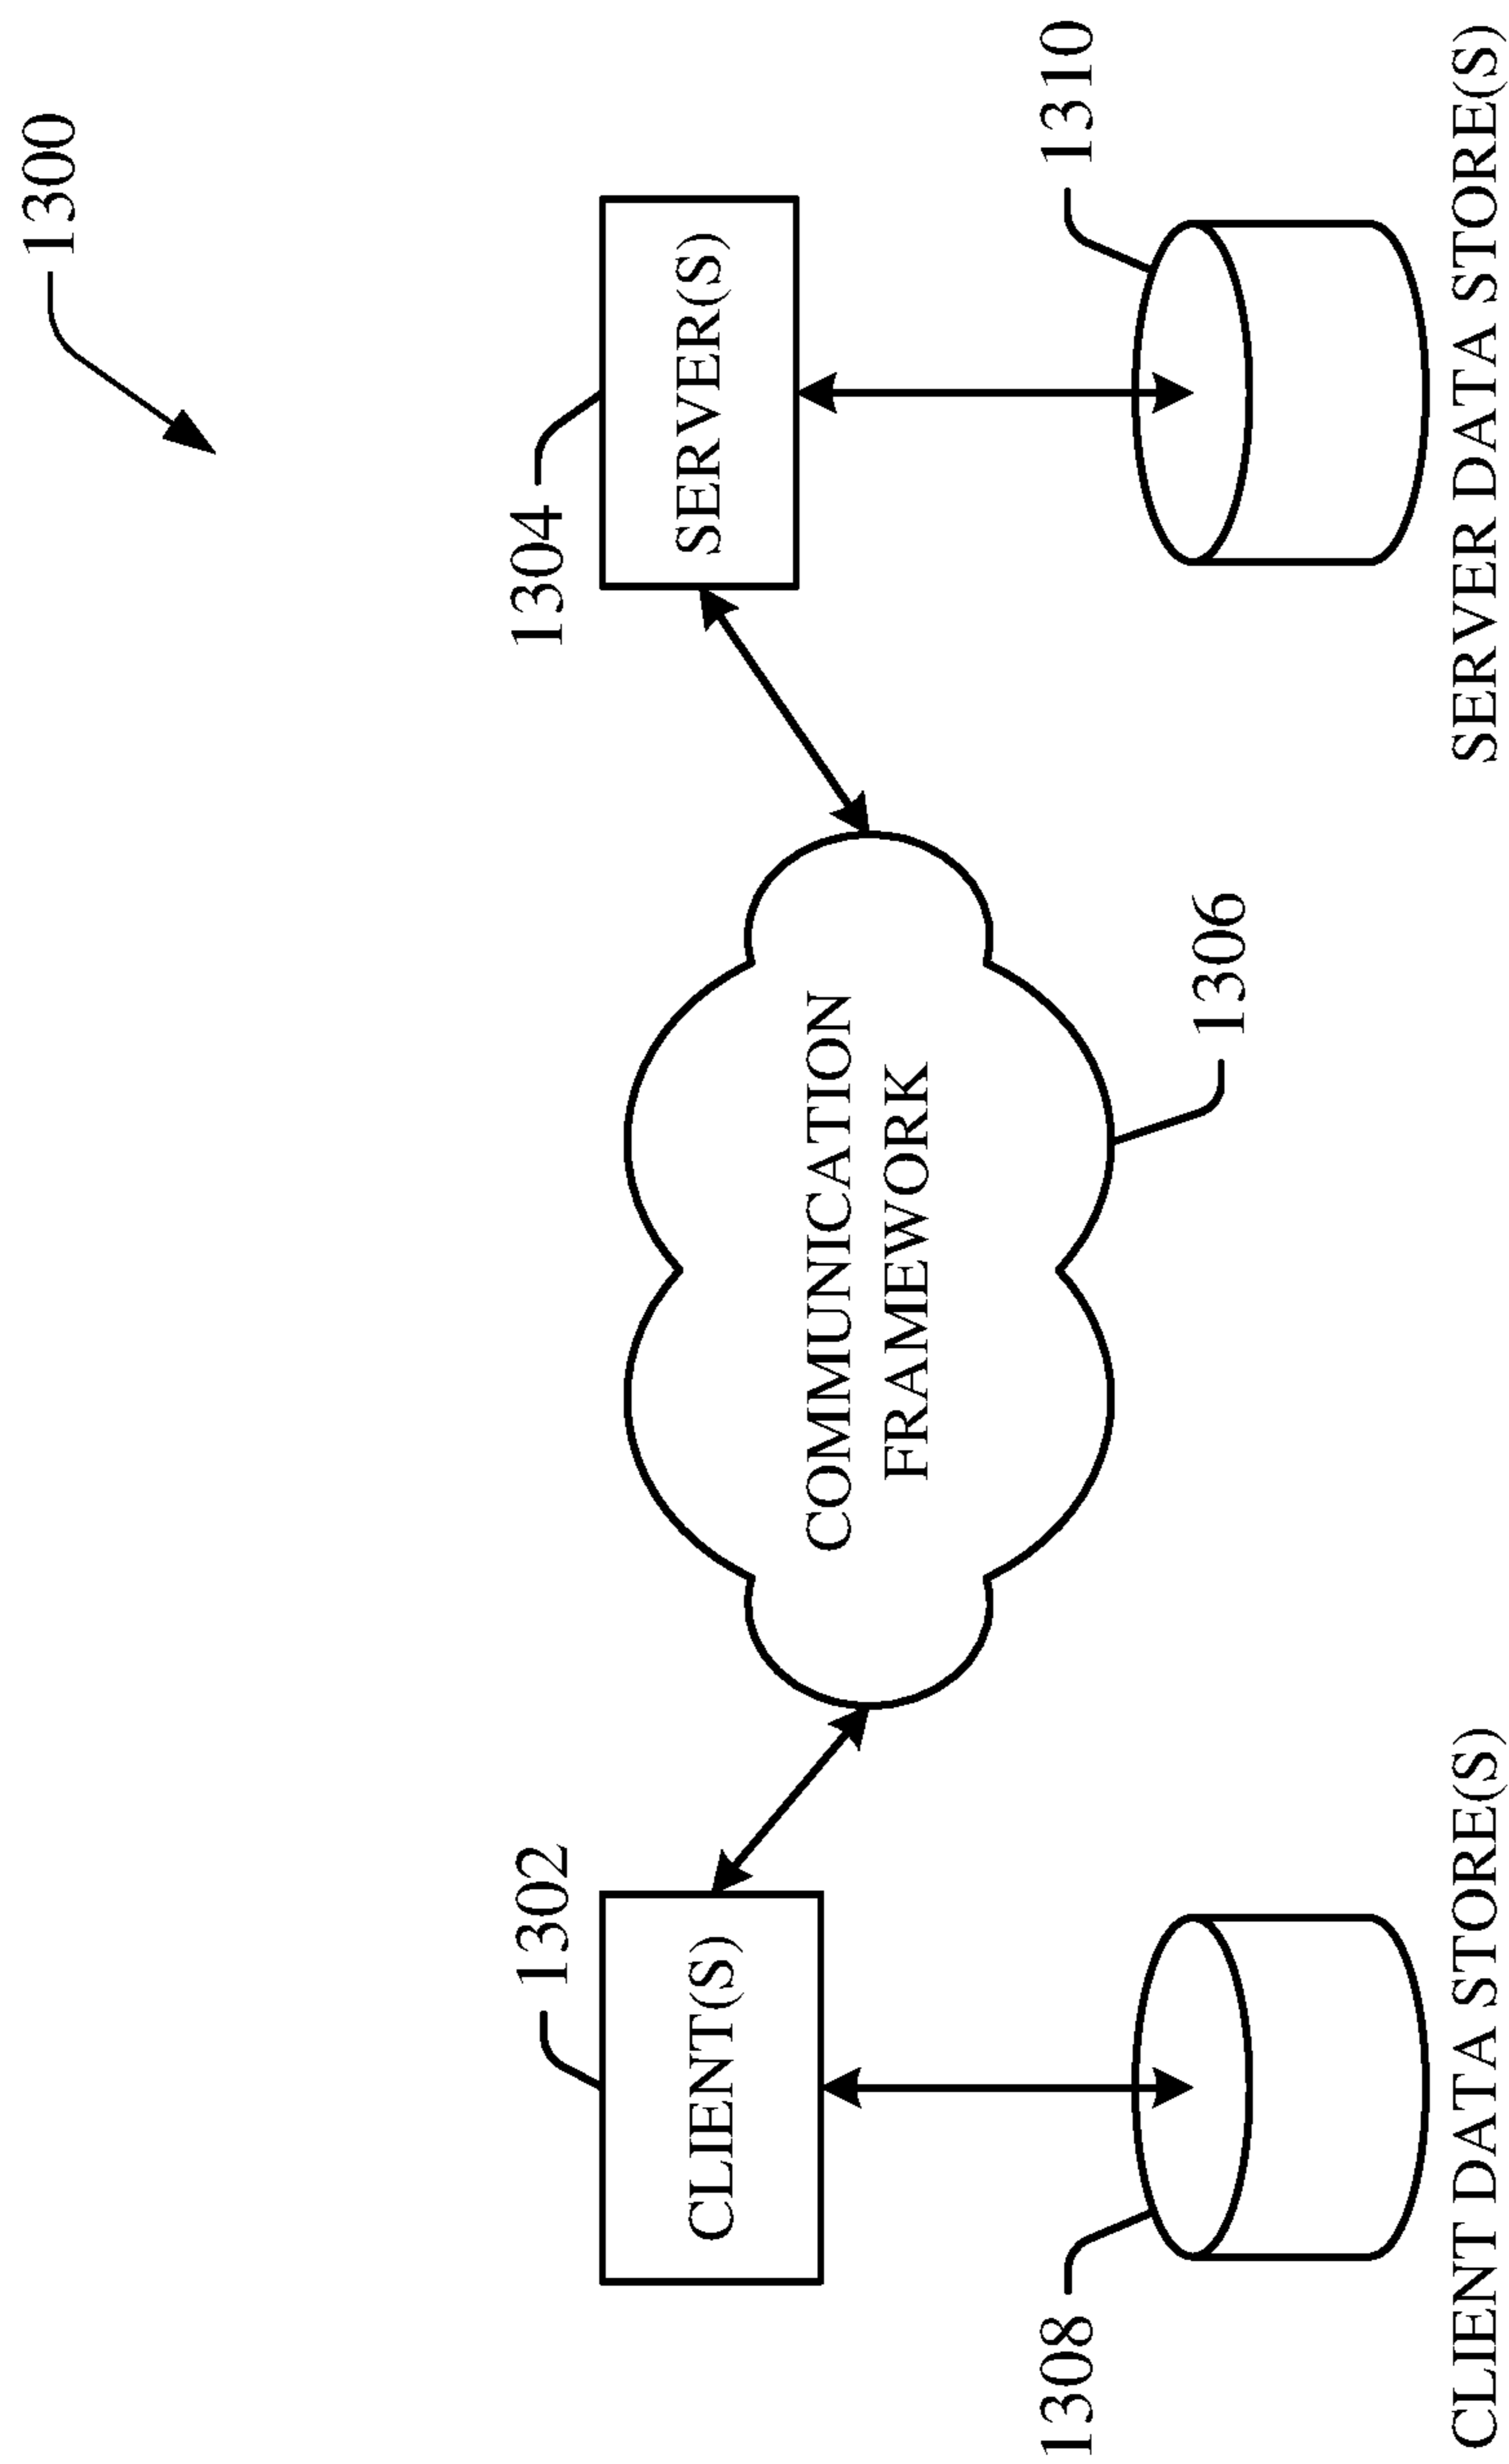 1300
1302
CLIENT(S)
1304
SERVER(S)
COMMUNICATION
FRAMEWORK
1308
1306
1310
CLIENT DATA STORE(S)
SERVER DATA STORE(S)